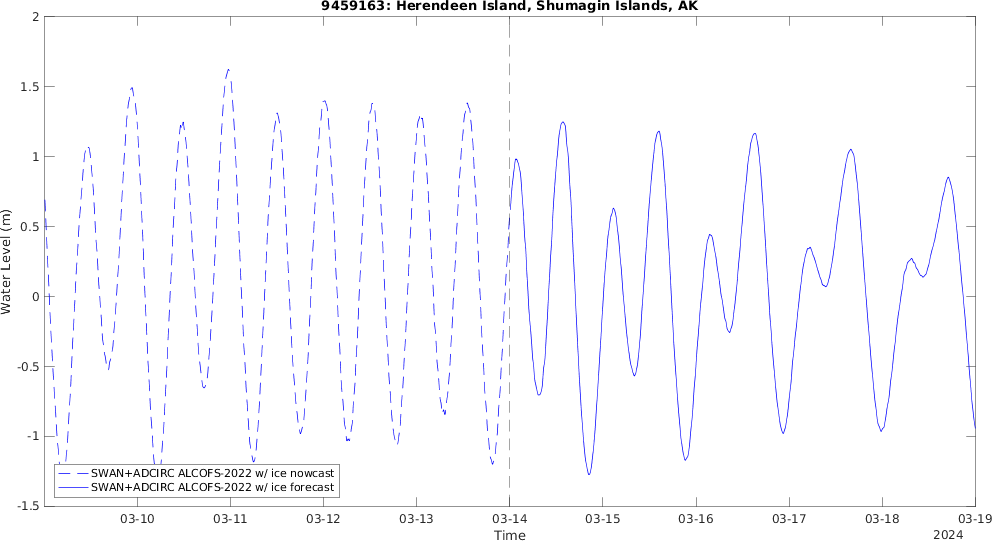 9459163: Herendeen Island, Shumagin Islands, AK
2
1.5
1
0.5
0
-0.5
-1
-1.5
Water Level (m)
SWAN+ADCIRC ALCOFS-2022 w/ ice nowcast
SWAN+ADCIRC ALCOFS-2022 w/ ice forecast
03-10 03-11 03-12 03-13 03-14 03-15 03-16 03-17 03-18 03-19
Time
2024